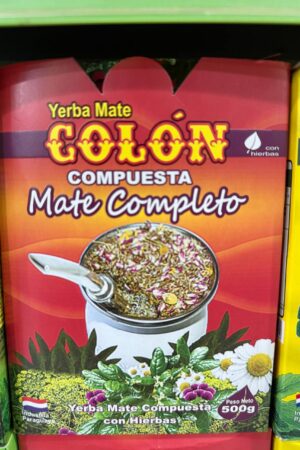 Yerba Mate
COLÓN
con
hierbas
COMPUESTA
Mate Completo
Industria
Paraguaya
Yerba Mate Compuesta
con Hierbas
Peso Neto
500g